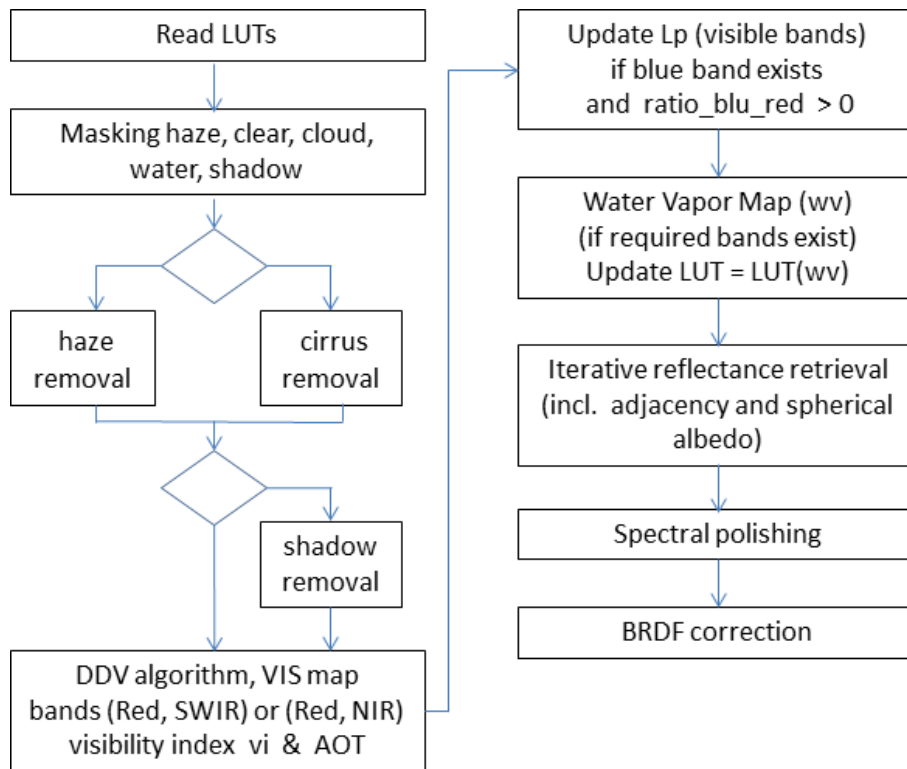 Read LUTs
Masking haze, clear, cloud,
water, shadow
haze
removal
cirrus
removal
shadow
removal
DDV algorithm, VIS map
bands (Red, SWIR) or (Red, NIR)
visibility index vi & AOT
Update Lp (visible bands)
if blue band exists
and ratio_blu_red > 0
Water Vapor Map (wv)
(if required bands exist)
Update LUT = LUT(wv)
Iterative reflectance retrieval
(incl. adjacency and spherical
albedo)
Spectral polishing
BRDF correction